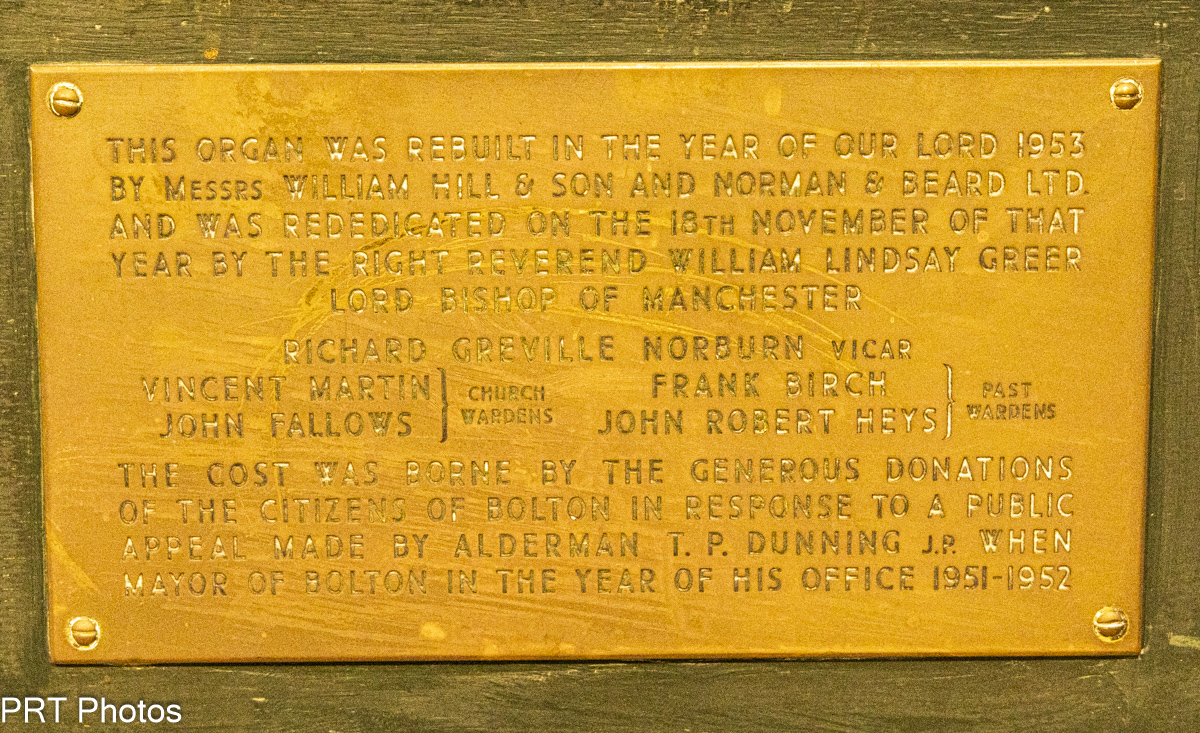 THIS ORGAN WAS REBUILT IN THE YEAR OF OUR LORD 1953
BY MESSRS WILLIAM HILL & SON AND NORMAN & BEARD LTD.
AND WAS REDEDICATED ON THE 18TH NOVEMBER OF THAT
YEAR BY THE RIGHT REVEREND WILLIAM LINDSAY GREER
LORD BISHOP OF MANCHESTER
RICHARD GREVILLE NORBURN VICAR
VINCENT MARTIN
JOHN FALLOWS
CHURCH
WARDENS
FRANK BIRCH
JOHN ROBERT HEYS
PAST
WARDENS
THE COST WAS BORNE BY THE GENEROUS DONATIONS
OF THE CITIZENS OF BOLTON IN RESPONSE TO A PUBLIC
APPEAL MADE BY ALDERMAN T. P. DUNNING J.P. WHEN
MAYOR OF BOLTON IN THE YEAR OF HIS OFFICE 1951-1952
PRT Photos